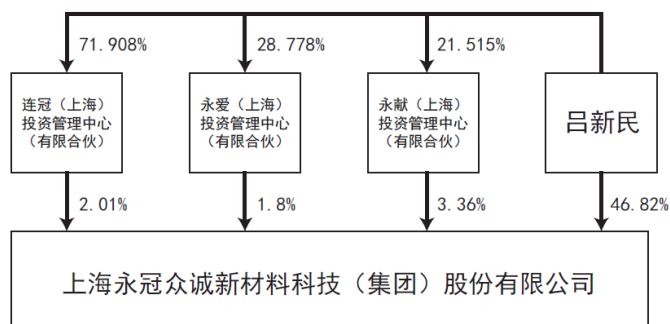 71.908%
28.778%
21.515%
连冠（上海）
投资管理中心
（有限合伙）
永爱（上海）
投资管理中心
（有限合伙）
永献（上海）
投资管理中心
（有限合伙）
吕新民
2.01%
1.8%
3.36%
46.82%
上海永冠众诚新材料科技（集团）股份有限公司